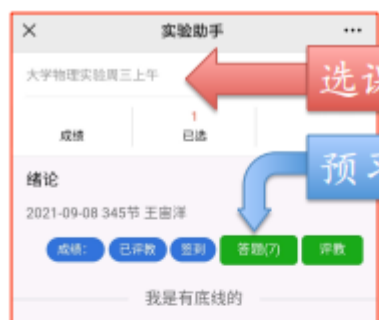 × 实验助手 ...
大学物理实验周三上午
选课
1
成绩 已选
预习
绪论
2021-09-08 345节 王宙洋
成绩: 已评教 签到 答题(7) 评教
我是有底线的